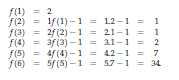 f(1) = 2
f(2) = 1f(1) − 1 = 1.2 − 1 = 1
f(3) = 2f(2) − 1 = 2.1 − 1 = 1
f(4) = 3f(3) − 1 = 3.1 − 1 = 2
f(5) = 4f(4) − 1 = 4.2 − 1 = 7
f(6) = 5f(5) − 1 = 5.7 − 1 = 34.